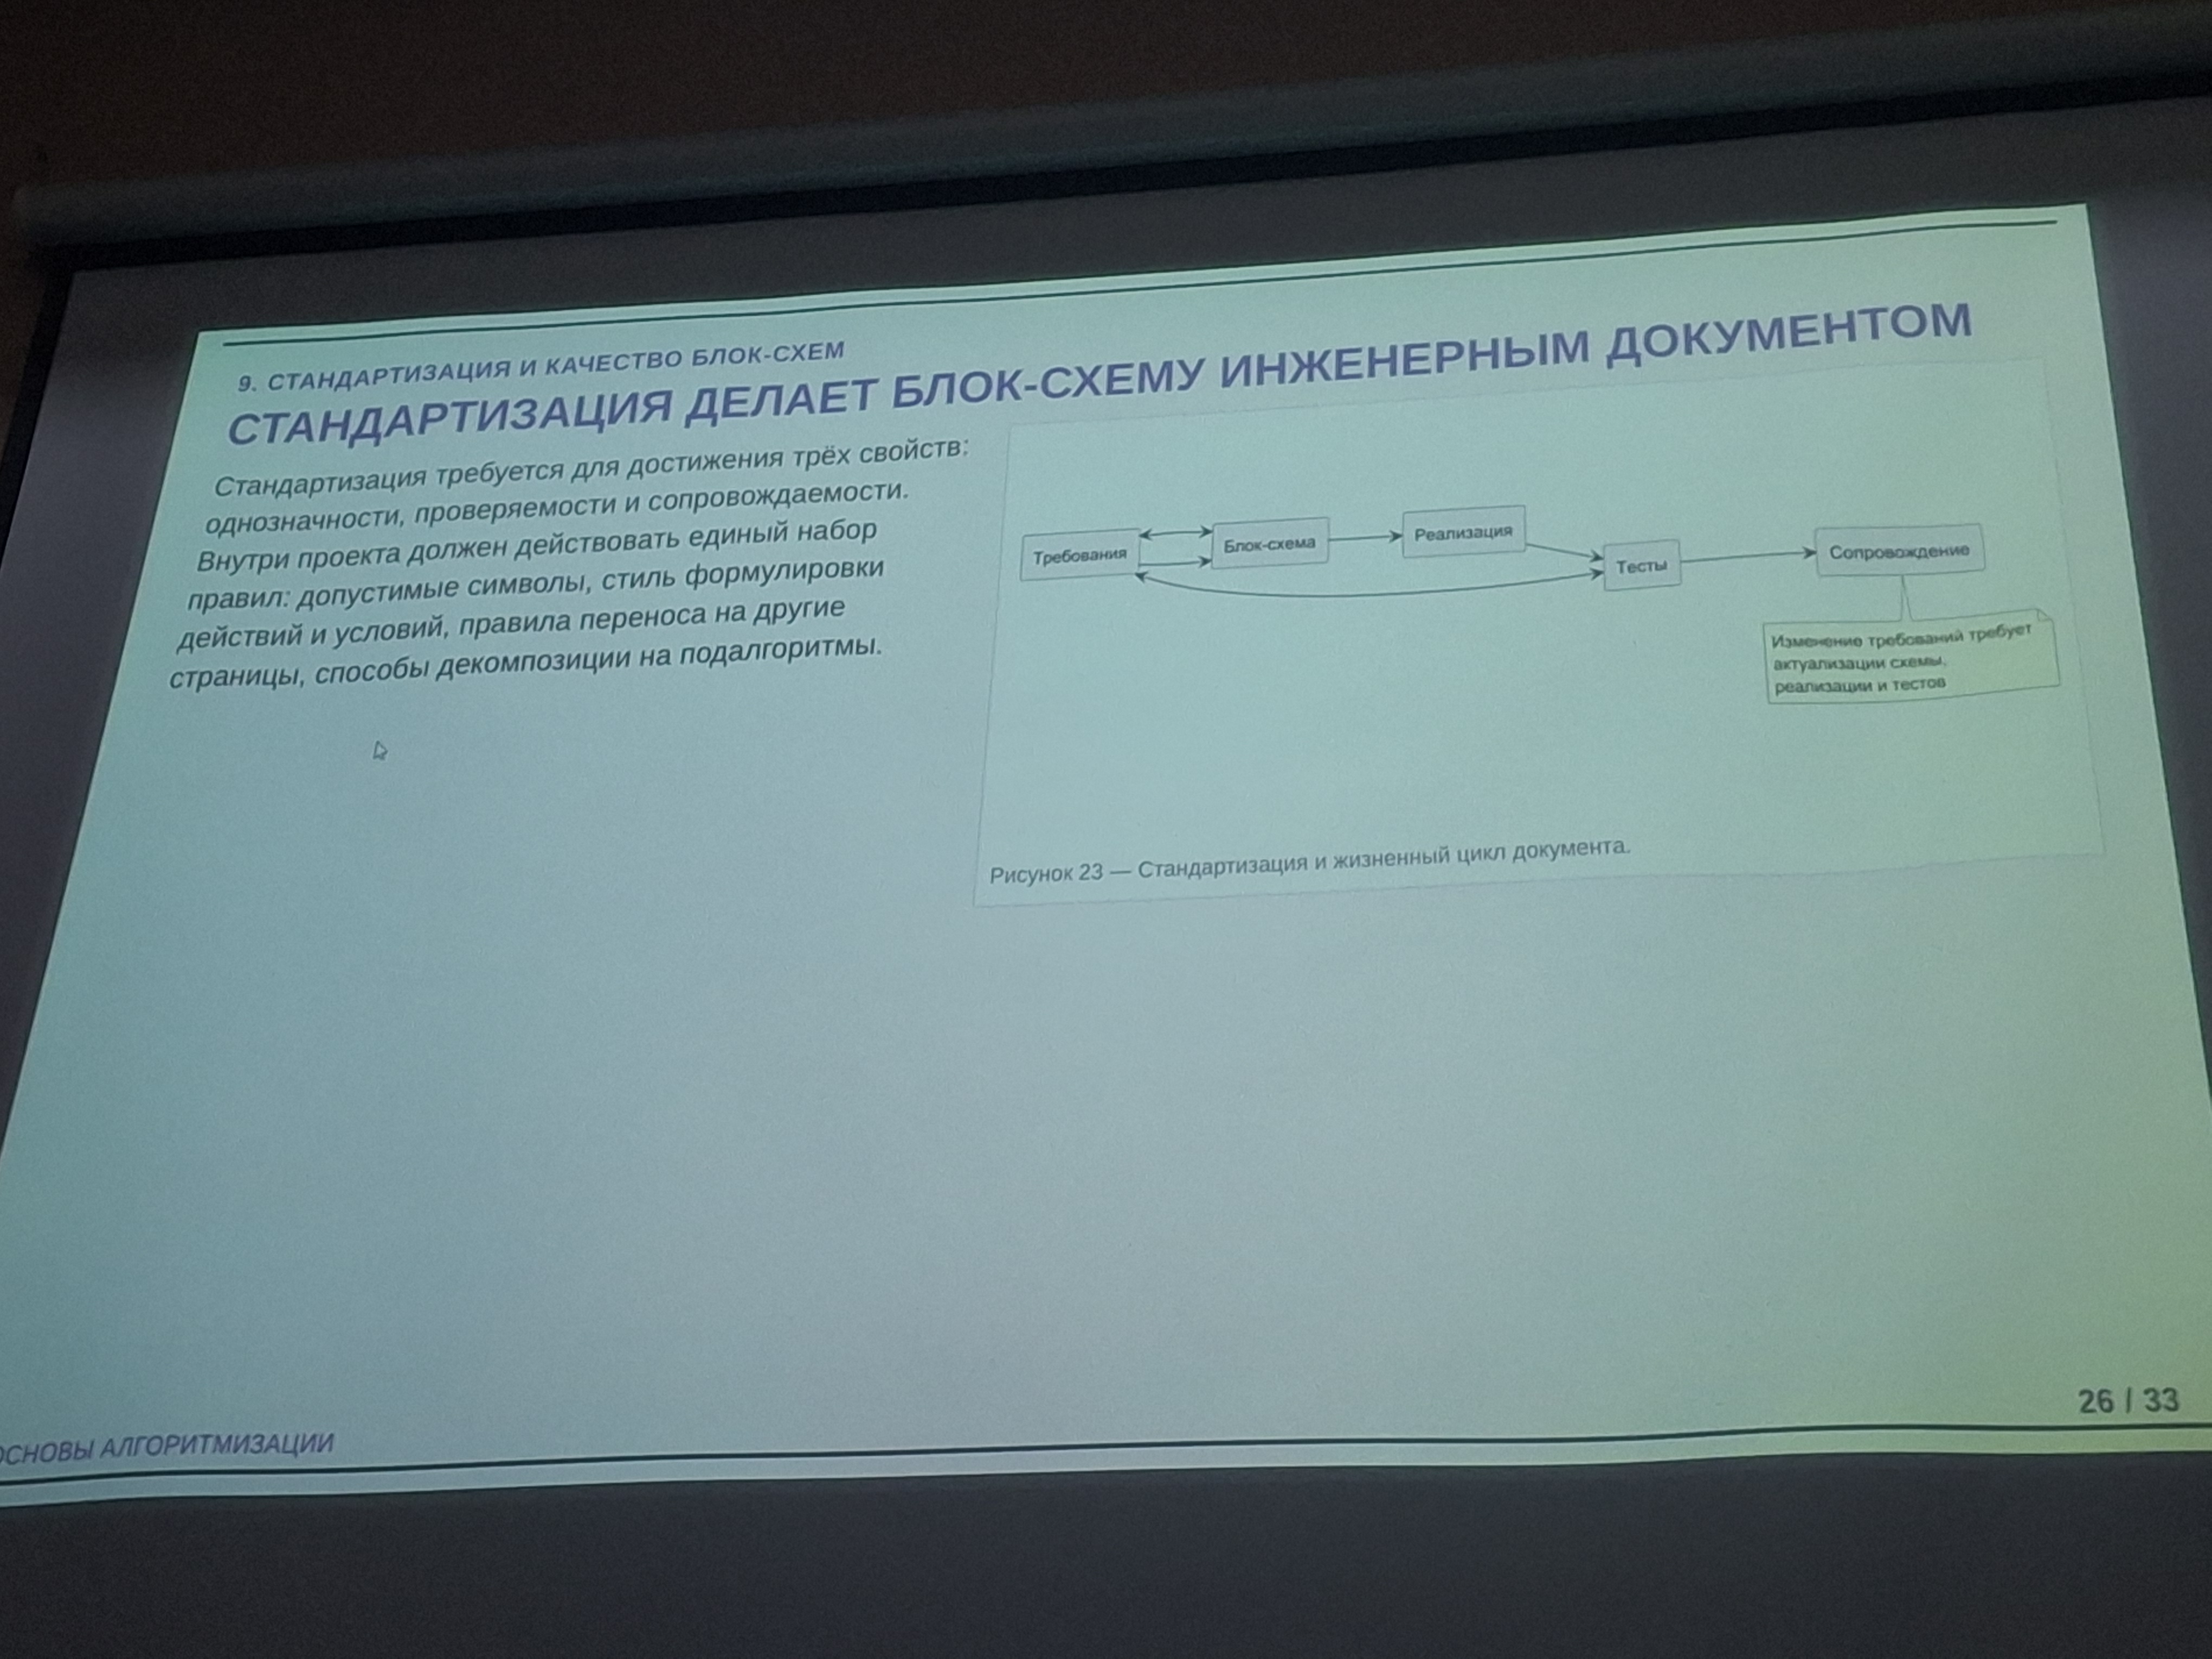 9. СТАНДАРТИЗАЦИЯ И КАЧЕСТВО БЛОК-СХЕМ
СТАНДАРТИЗАЦИЯ ДЕЛАЕТ БЛОК-СХЕМУ ИНЖЕНЕРНЫМ ДОКУМЕНТОМ
Стандартизация требуется для достижения трёх свойств:
однозначности, проверяемости и сопровождаемости.
Внутри проекта должен действовать единый набор
правил: допустимые символы, стиль формулировки
действий и условий, правила переноса на другие
страницы, способы декомпозиции на подалгоритмы.
Требования
Блок-схема
Реализация
Тесты
Сопровождение
Изменение требований требует
актуализации схемы,
реализации и тестов
Рисунок 23 — Стандартизация и жизненный цикл документа.
ОСНОВЫ АЛГОРИТМИЗАЦИИ
26 / 33